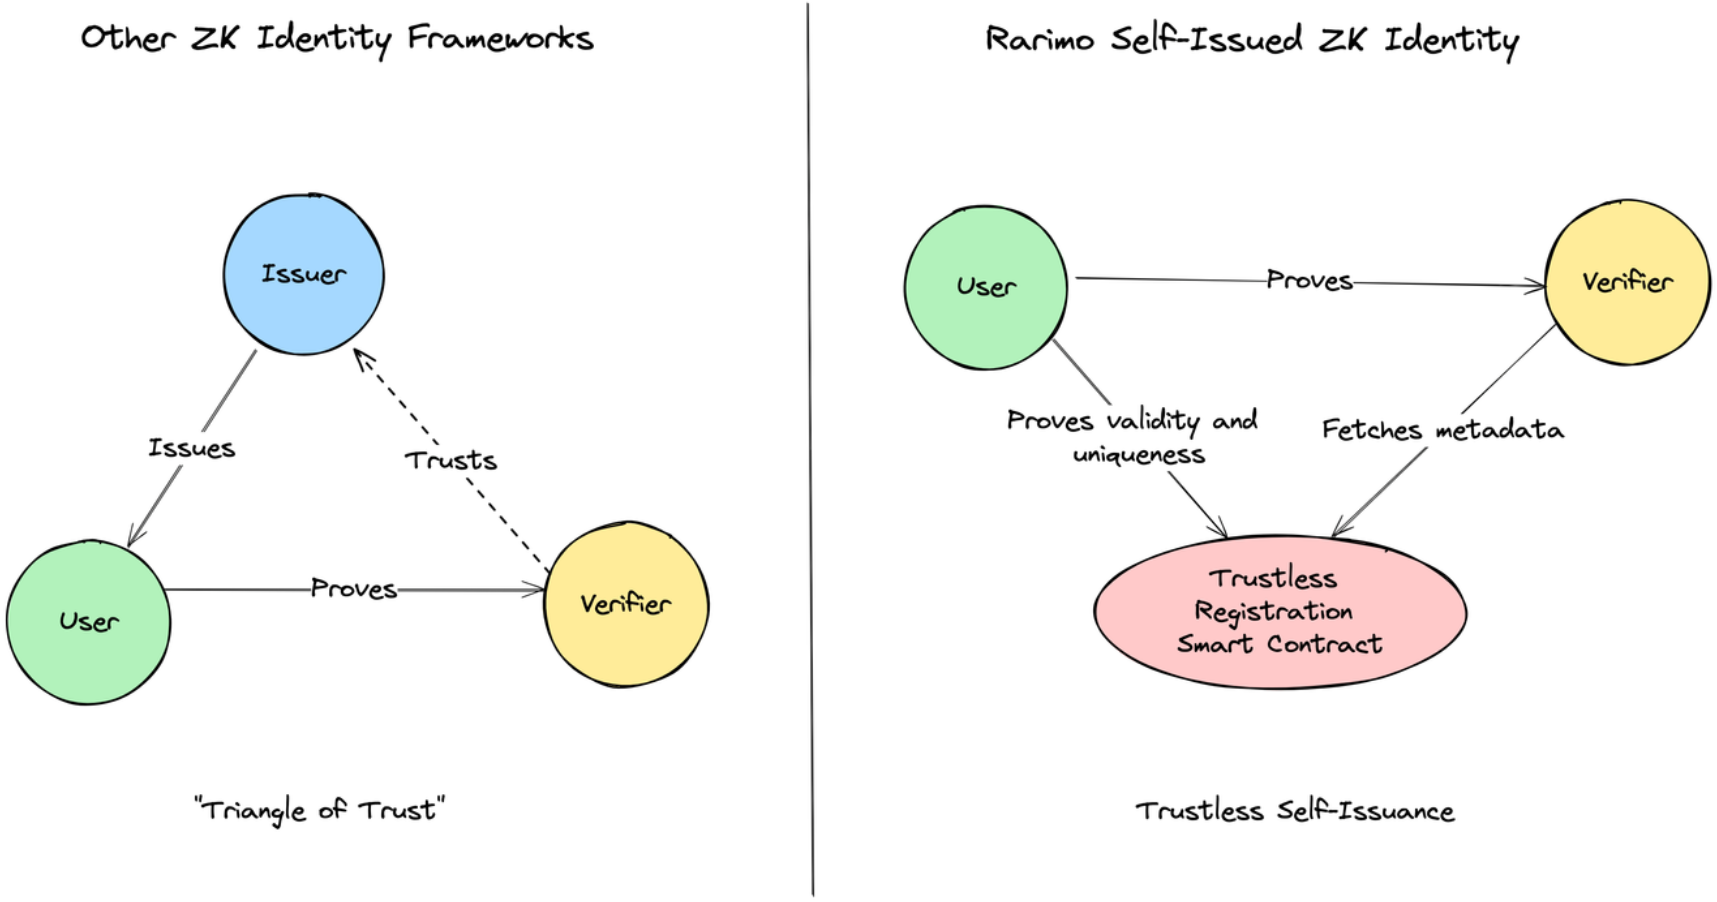 Other ZK Identity Frameworks
Issuer
Issues
Trusts
User
Proves
Verifier
"Triangle of Trust"
Rarimo Self-Issued ZK Identity
User
Proves
Verifier
Proves validity and
uniqueness
Fetches metadata
Trustless
Registration
Smart Contract
Trustless Self-Issuance